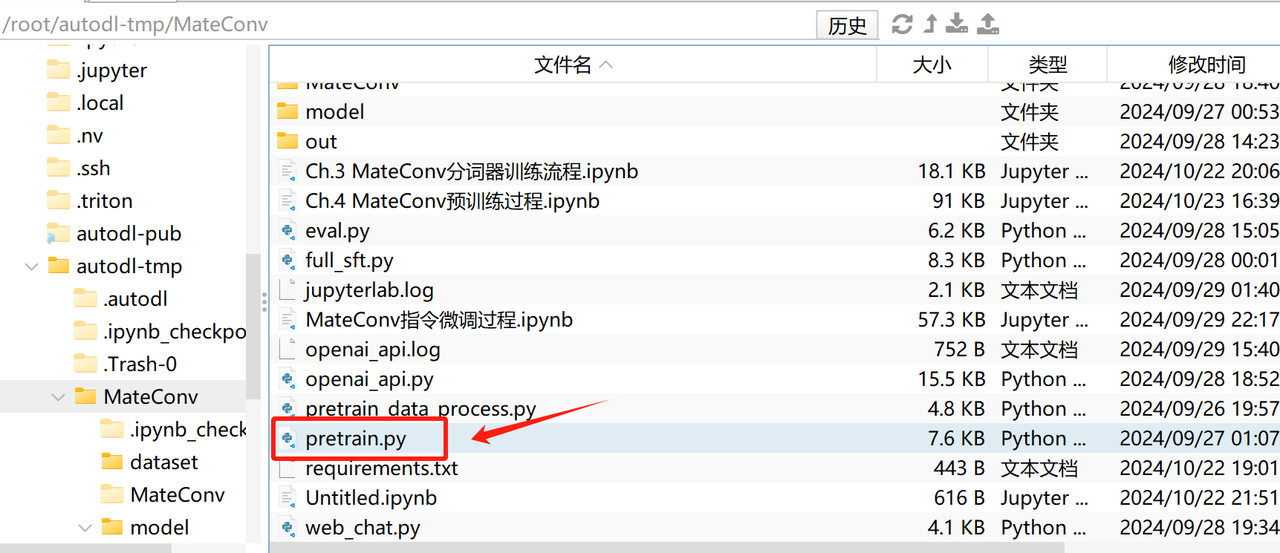 /root/autodl-tmp/MateConv 历史
.jupyter
.local
.nv
.ssh
.triton
autodl-pub
autodl-tmp
.autodl
.ipynb_checkpo
.Trash-0
MateConv
.ipynb_check
dataset
MateConv
model
文件名 大小 类型 修改时间
MateConv 文件夹 2024/09/28 18:40
model 文件夹 2024/09/27 00:53
out 文件夹 2024/09/28 14:23
Ch.3 MateConv分词器训练流程.ipynb 18.1 KB Jupyter ... 2024/10/22 20:06
Ch.4 MateConv预训练过程.ipynb 91 KB Jupyter ... 2024/10/23 16:39
eval.py 6.2 KB Python ... 2024/09/28 15:05
full_sft.py 8.3 KB Python ... 2024/09/28 00:01
jupyterlab.log 2.1 KB 文本文档 2024/09/29 01:40
MateConv指令微调过程.ipynb 57.3 KB Jupyter ... 2024/09/29 22:17
openai_api.log 752 B 文本文档 2024/09/29 15:40
openai_api.py 15.5 KB Python ... 2024/09/28 18:52
pretrain_data_process.py 4.8 KB Python ... 2024/09/26 19:57
pretrain.py 7.6 KB Python ... 2024/09/27 01:07
requirements.txt 443 B 文本文档 2024/10/22 19:01
Untitled.ipynb 616 B Jupyter ... 2024/10/22 21:51
web_chat.py 4.1 KB Python ... 2024/09/28 19:34